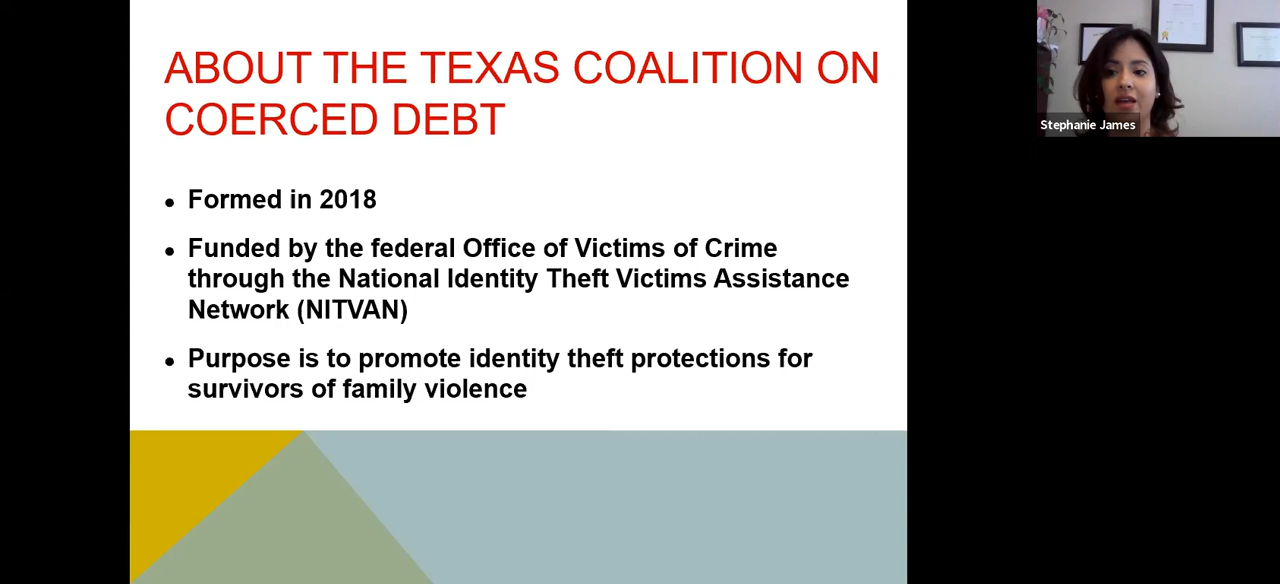 ABOUT THE TEXAS COALITION ON
COERCED DEBT
• Formed in 2018
• Funded by the federal Office of Victims of Crime
through the National Identity Theft Victims Assistance
Network (NITVAN)
• Purpose is to promote identity theft protections for
survivors of family violence
Stephanie James